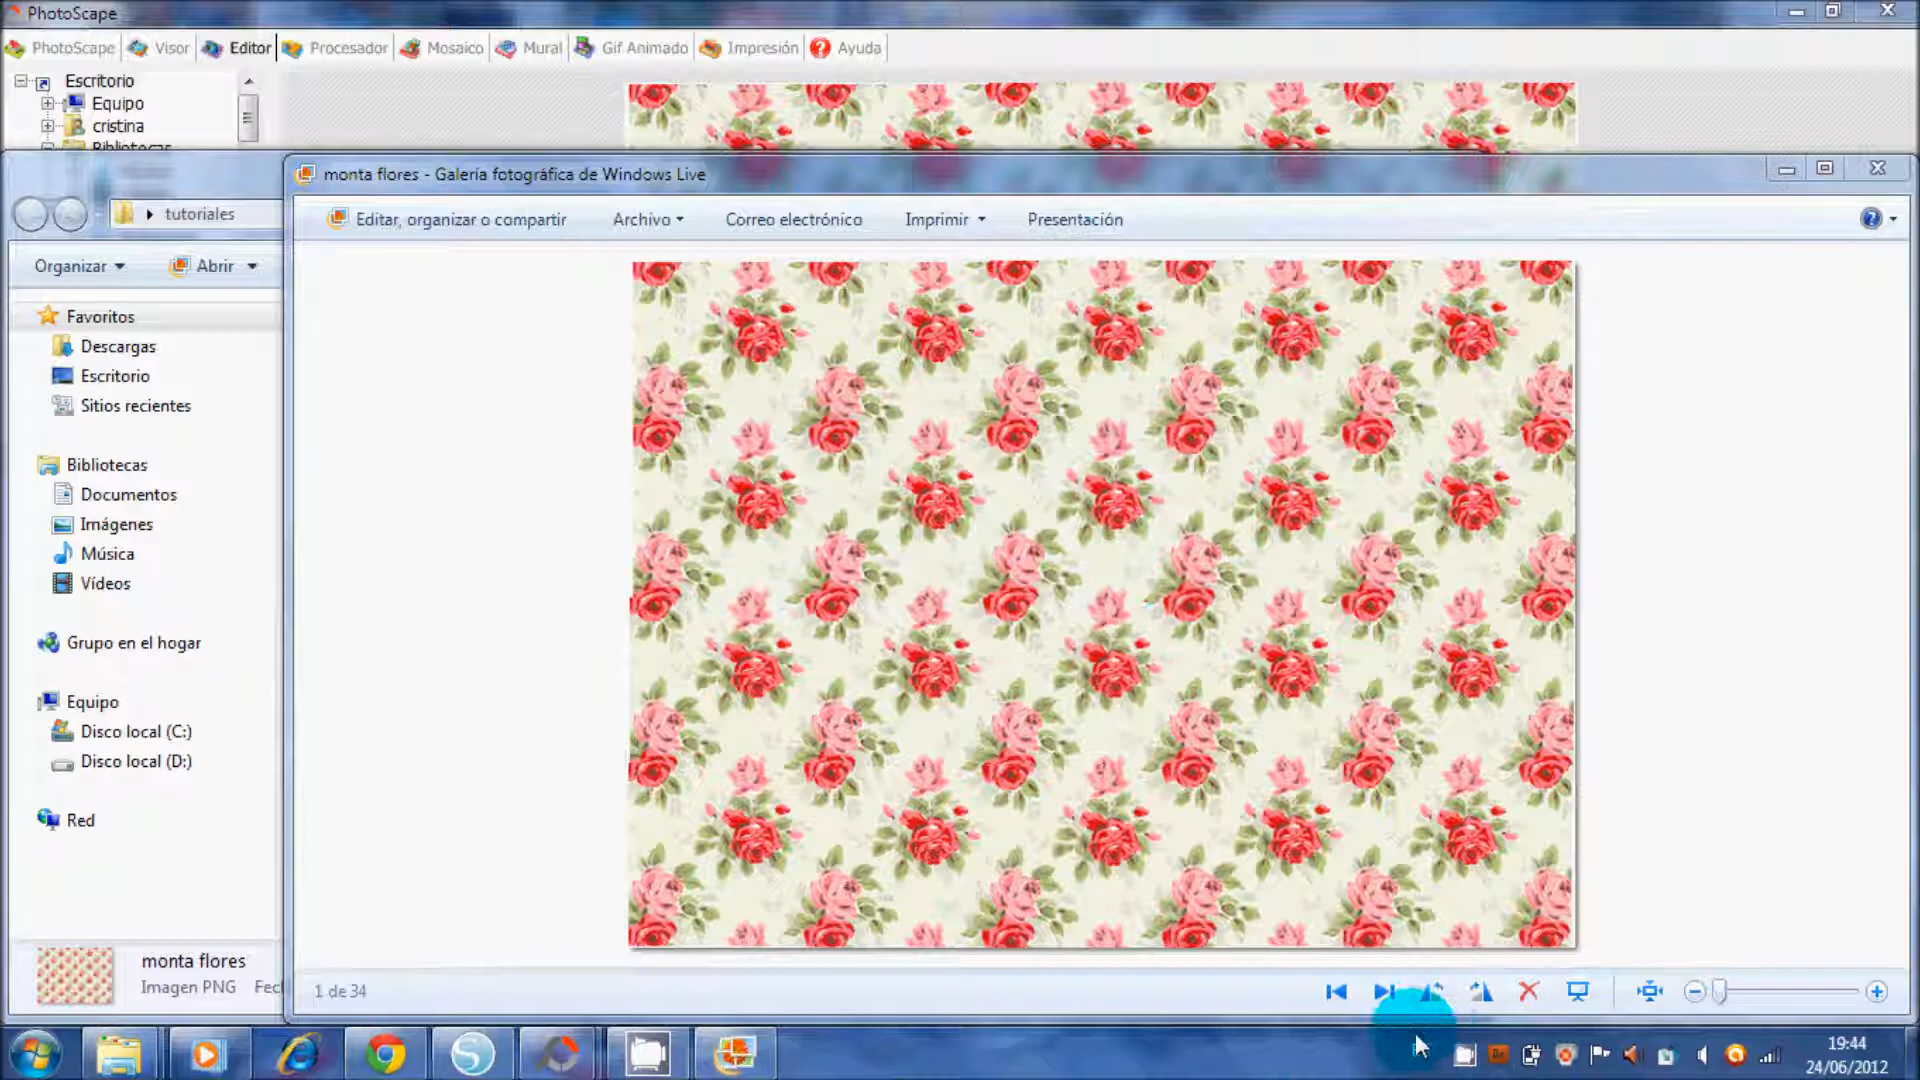 PhotoScape
PhotoScape Visor Editor Procesador Mosaico Mural Gif Animado Impresión Ayuda
Escritorio
Equipo
cristina
Bibliotecas
monta flores - Galería fotográfica de Windows Live
tutoriales
Editar, organizar o compartir Archivo Correo electrónico Imprimir Presentación
Organizar Abrir
Favoritos
Descargas
Escritorio
Sitios recientes
Bibliotecas
Documentos
Imágenes
Música
Vídeos
Grupo en el hogar
Equipo
Disco local (C:)
Disco local (D:)
Red
monta flores
Imagen PNG Fec
1 de 34
19:44
24/06/2012